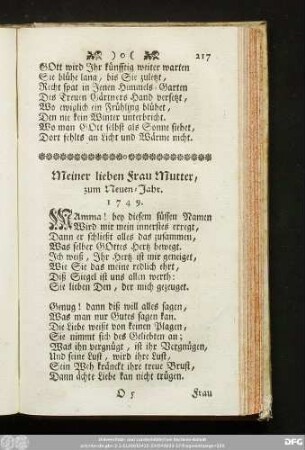 )o(
217
GOtt wird Ihr künfftig weiter warten
Sie blühe lang, bis Sie zuletzt,
Recht spat in Jenen Himmels-Garten
Des Treuen Gärtners Hand versetzt,
Wo ewiglich ein Frühling blühet,
Den nie kein Winter unterbricht.
Wo man GOtt selbst als Sonne siehet,
Dort fehlts an Licht und Wärme nicht.
Meiner lieben Frau Mutter,
zum Neuen-Jahr.
1749.
MAmma! bey diesem süssen Namen
Wird mir mein innerstes erregt,
Dann er schließt alles das zusammen,
Was selber GOttes Hertz bewegt.
Ich weiß, Ihr Hertz ist mir geneiget,
Wie Sie das meine redlich ehrt,
Diß Siegel ist uns allen werth:
Sie lieben Den, der mich gezeuget.
Genug! dann diß will alles sagen,
Was man nur Gutes sagen kan.
Die Liebe weißt von keinen Plagen,
Sie nimmt sich des Geliebten an;
Was ihn vergnügt, ist ihr Vergnügen,
Und seine Lust, wird ihre Lust,
Sein Weh kränckt ihre treue Brust,
Dann ächte Liebe kan nicht trügen.
O 5 Frau
DFG